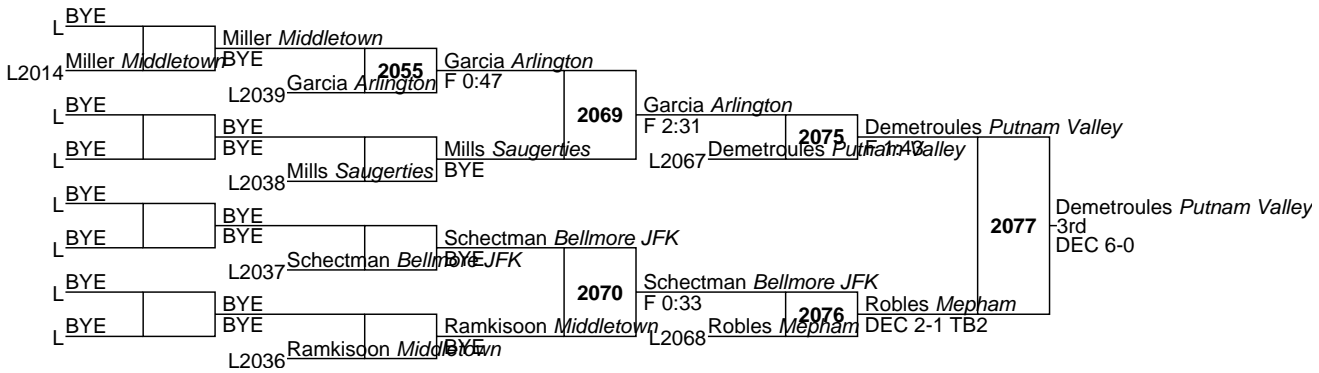 L BYE
L2014 Miller Middletown
Miller Middletown
BYE
L2039 Garcia Arlington
2055
Garcia Arlington
F 0:47
L BYE
L BYE
BYE
BYE
L2038 Mills Saugerties
Mills Saugerties
BYE
2069
Garcia Arlington
F 2:31
L2067 Demetroules Putnam Valley
2075
Demetroules Putnam Valley
F 1:43
L BYE
L BYE
BYE
BYE
L2037 Schectman Bellmore JFK
Schectman Bellmore JFK
BYE
L BYE
L BYE
BYE
BYE
L2036 Ramkisoon Middletown
Ramkisoon Middletown
BYE
2070
Schectman Bellmore JFK
F 0:33
L2068 Robles Mepham
2076
Robles Mepham
DEC 2-1 TB2
2077
Demetroules Putnam Valley
3rd
DEC 6-0